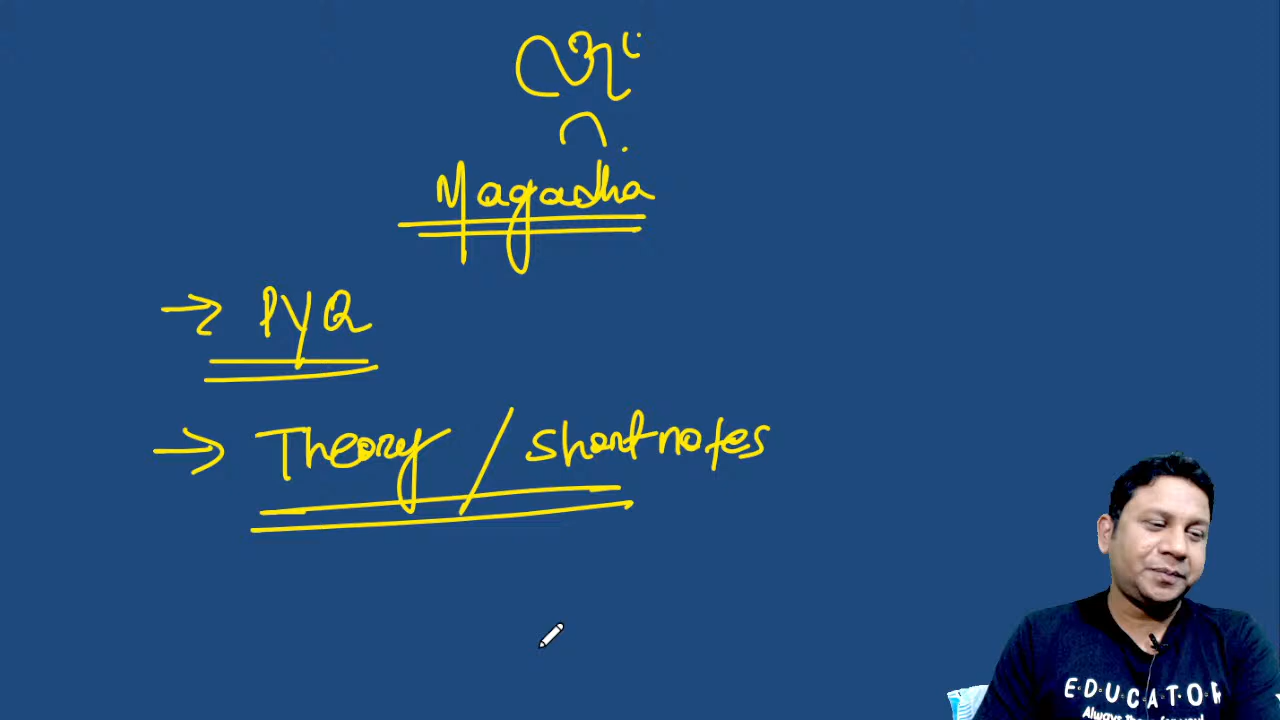 Magadha
→ PYQ
→ Theory / Shortnotes
EDUCATOR